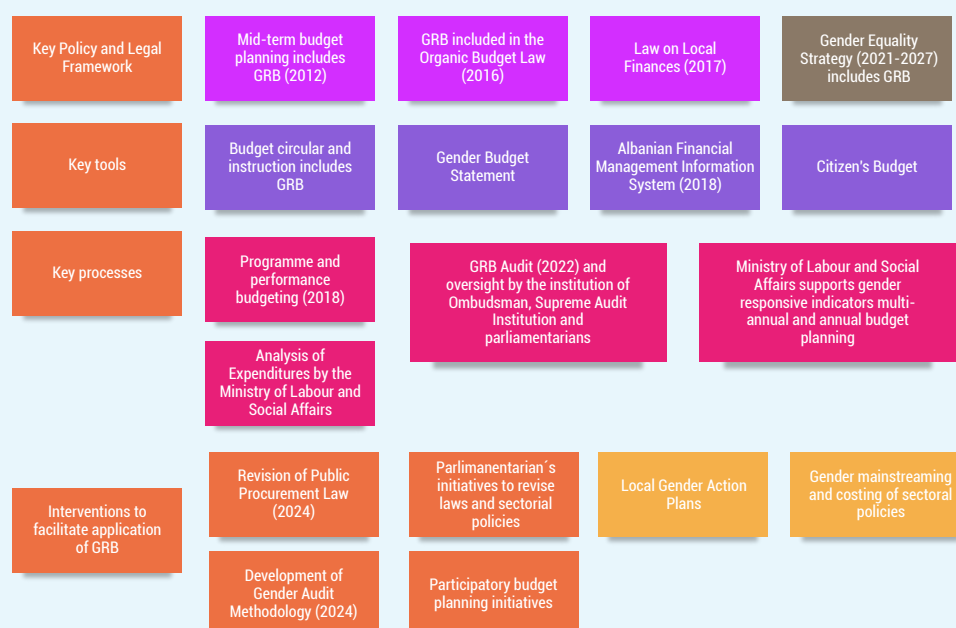 Key Policy and Legal
Framework
Mid-term budget
planning includes
GRB (2012)
GRB included in the
Organic Budget Law
(2016)
Law on Local
Finances (2017)
Gender Equality
Strategy (2021-2027)
includes GRB
Key tools
Budget circular and
instruction includes
GRB
Gender Budget
Statement
Albanian Financial
Management Information
System (2018)
Citizen's Budget
Key processes
Programme and
performance
budgeting (2018)
GRB Audit (2022) and
oversight by the institution of
Ombudsman, Supreme Audit
Institution and
parliamentarians
Ministry of Labour and Social
Affairs supports gender
responsive indicators multi-
annual and annual budget
planning
Analysis of
Expenditures by the
Ministry of Labour and
Social Affairs
Interventions to
facilitate application
of GRB
Revision of Public
Procurement Law
(2024)
Parlimanentarian´s
initiatives to revise
laws and sectorial
policies
Local Gender Action
Plans
Gender mainstreaming
and costing of sectoral
policies
Development of
Gender Audit
Methodology (2024)
Participatory budget
planning initiatives